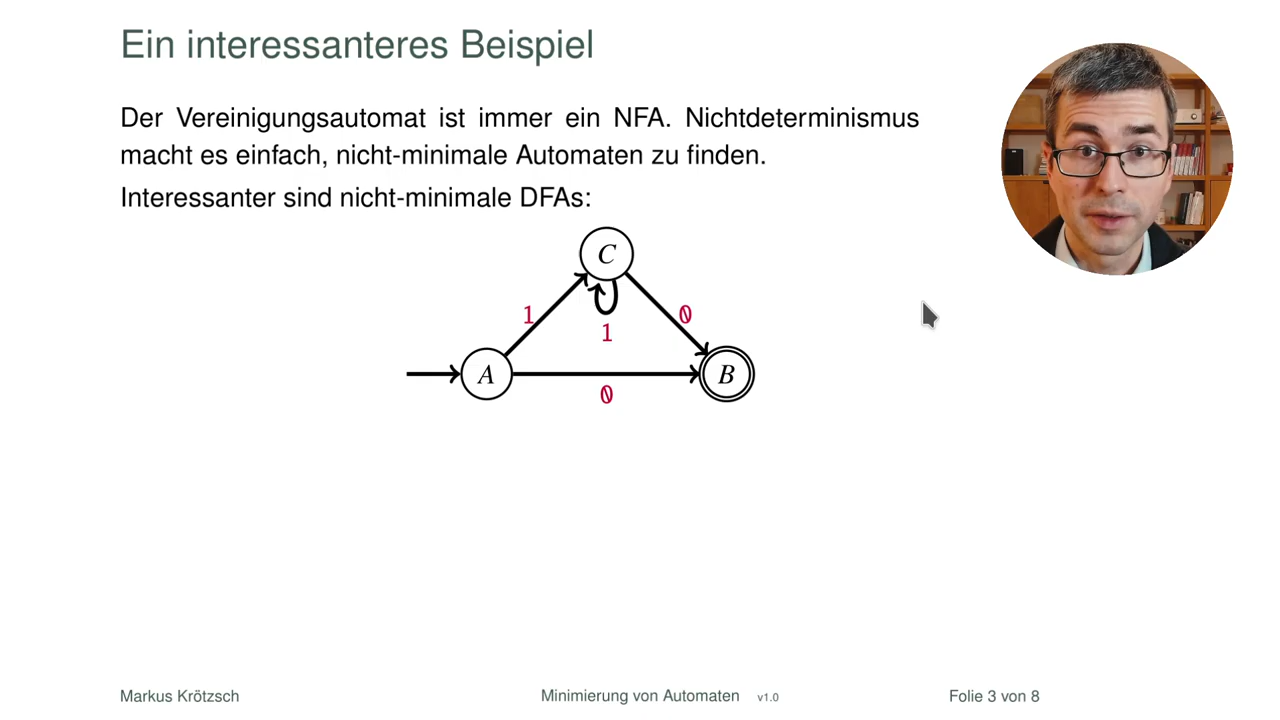 Ein interessanteres Beispiel
Der Vereinigungsautomat ist immer ein NFA. Nichtdeterminismus
macht es einfach, nicht-minimale Automaten zu finden.
Interessanter sind nicht-minimale DFAs:
C
1
0
1
A
B
0
Markus Krötzsch
Minimierung von Automaten v1.0
Folie 3 von 8